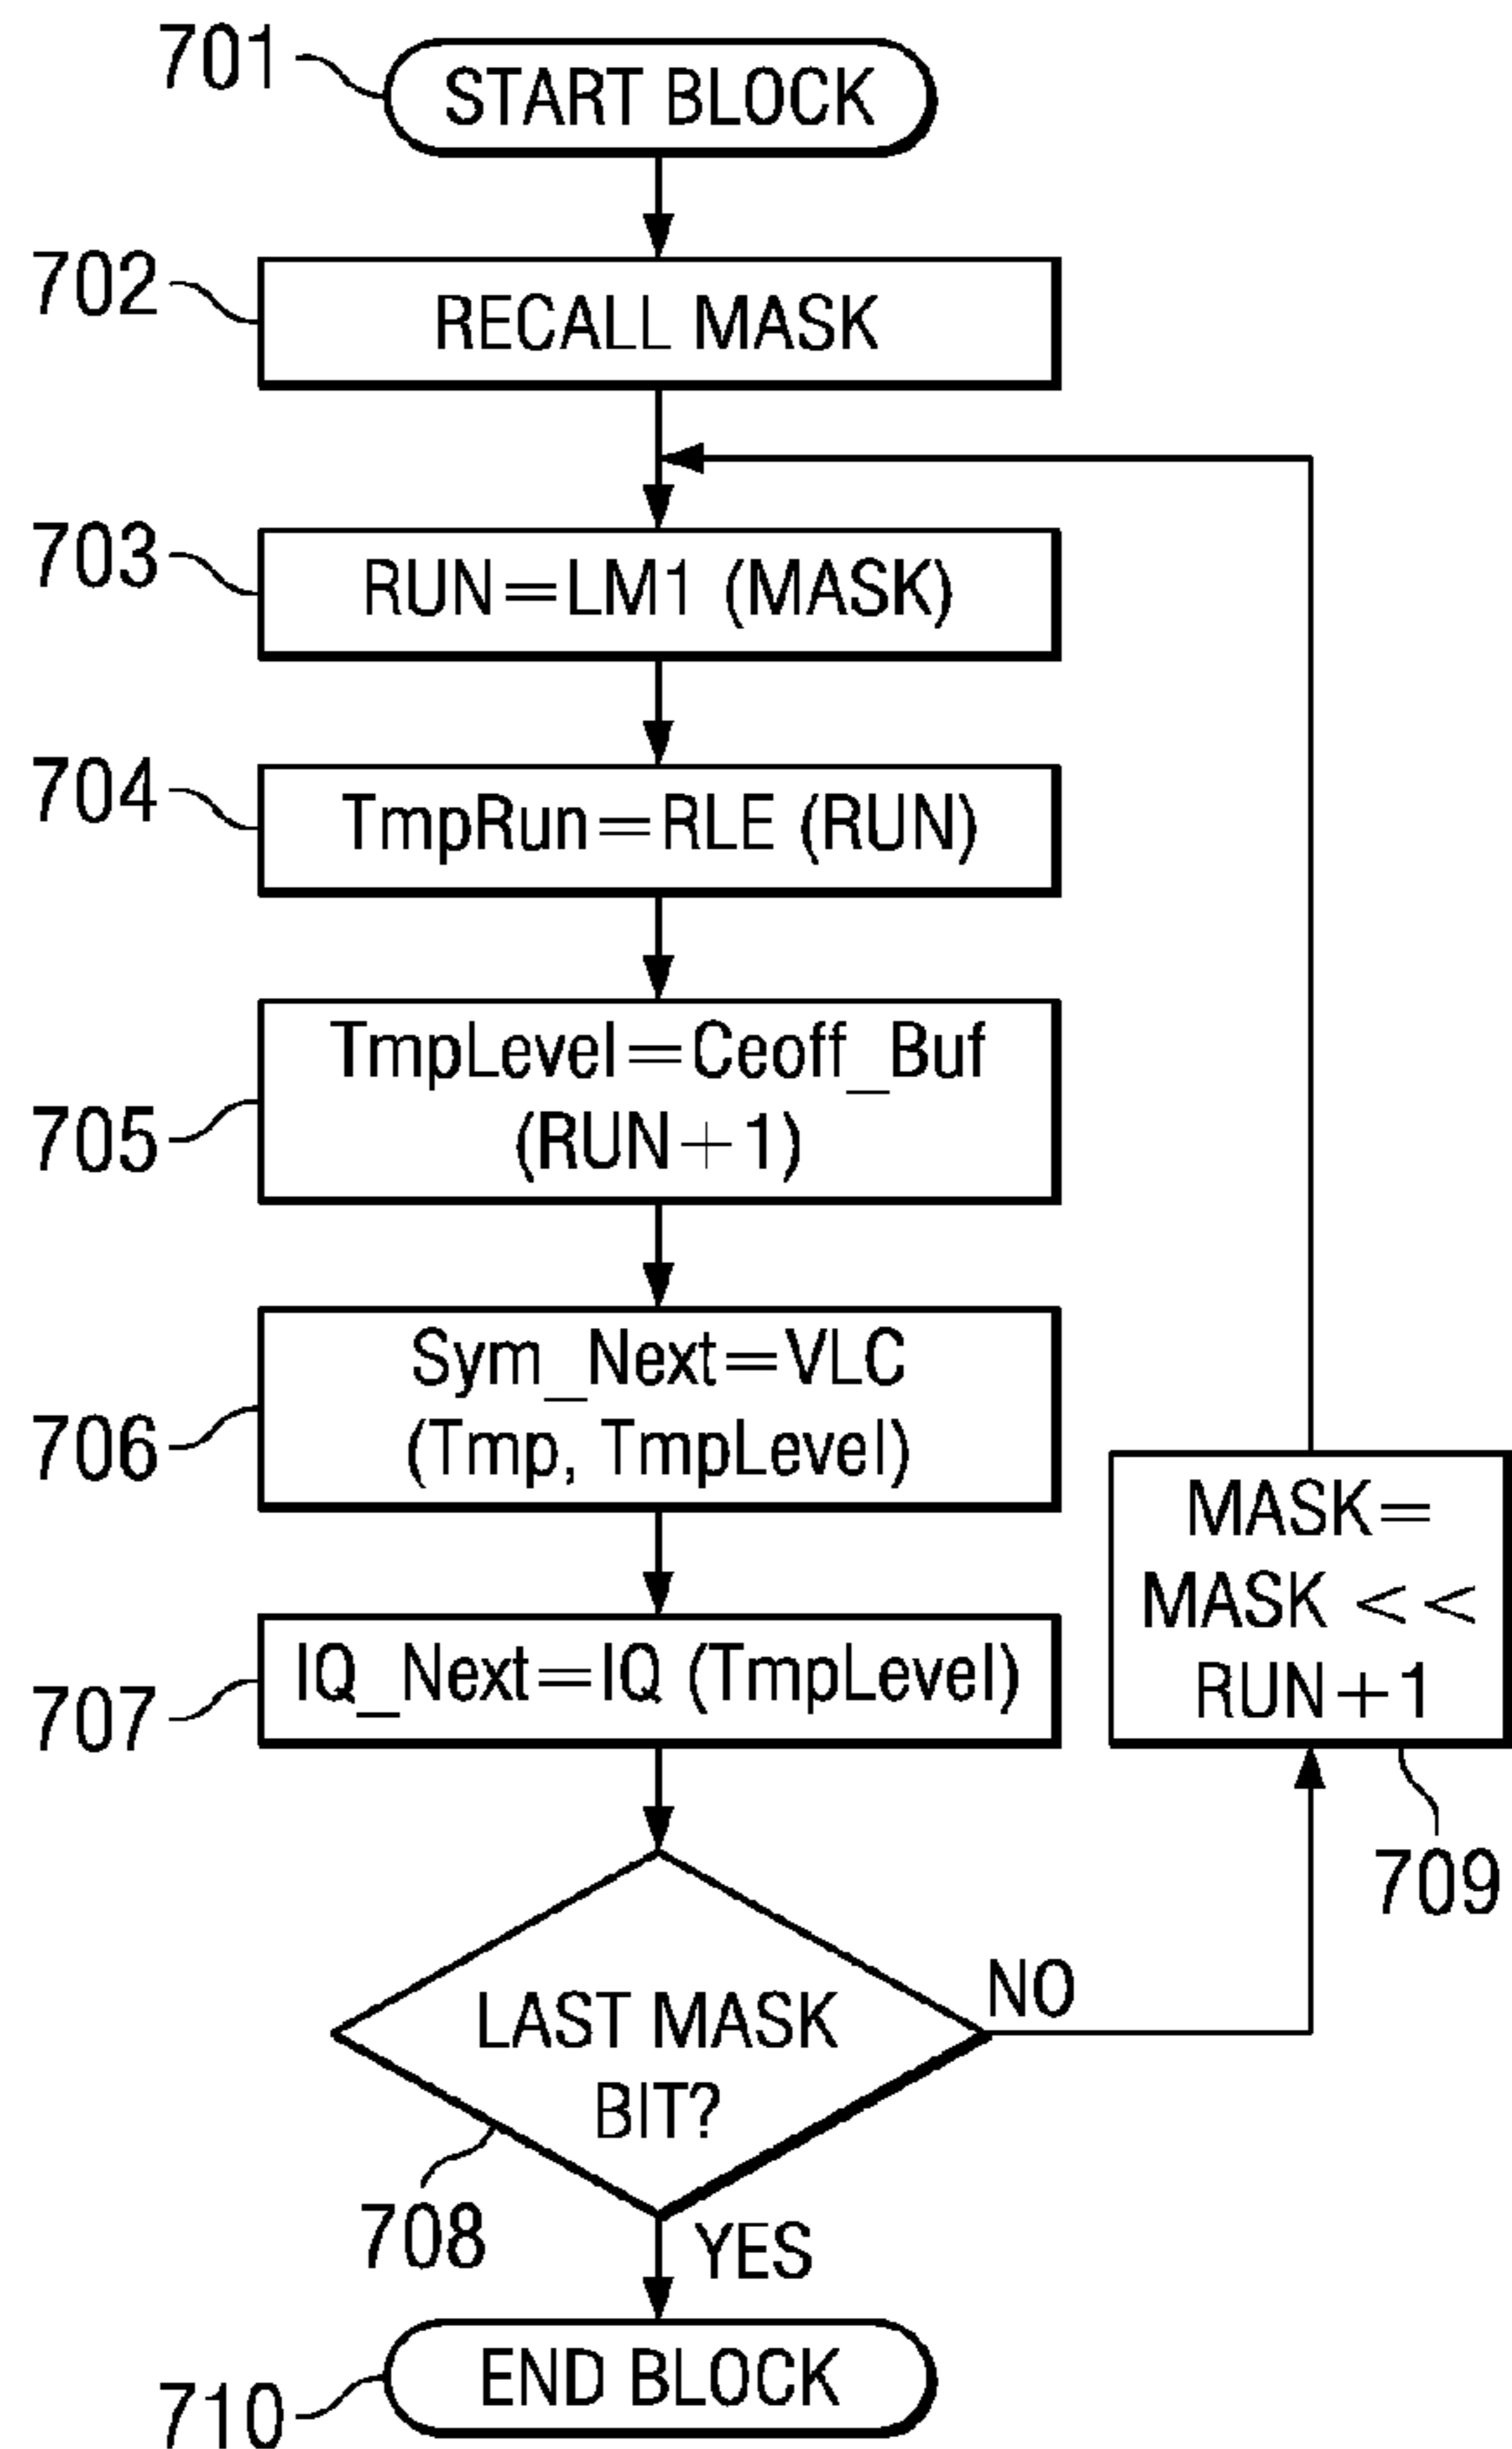 701
START BLOCK
702
RECALL MASK
703
RUN=LM1 (MASK)
704
TmpRun=RLE (RUN)
705
TmpLevel=Ceoff_Buf
(RUN+1)
706
Sym_Next=VLC
(Tmp, TmpLevel)
707
IQ_Next=IQ (TmpLevel)
708
LAST MASK
BIT?
NO
709
MASK=
MASK <<
RUN+1
YES
710
END BLOCK